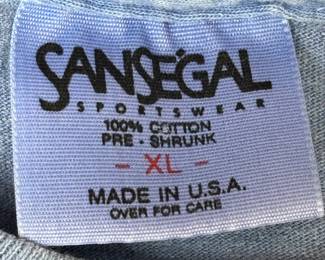 SANSEGAL
SPORTSWEAR
100% COTTON
PRE - SHRUNK
- XL -
MADE IN U.S.A.
OVER FOR CARE